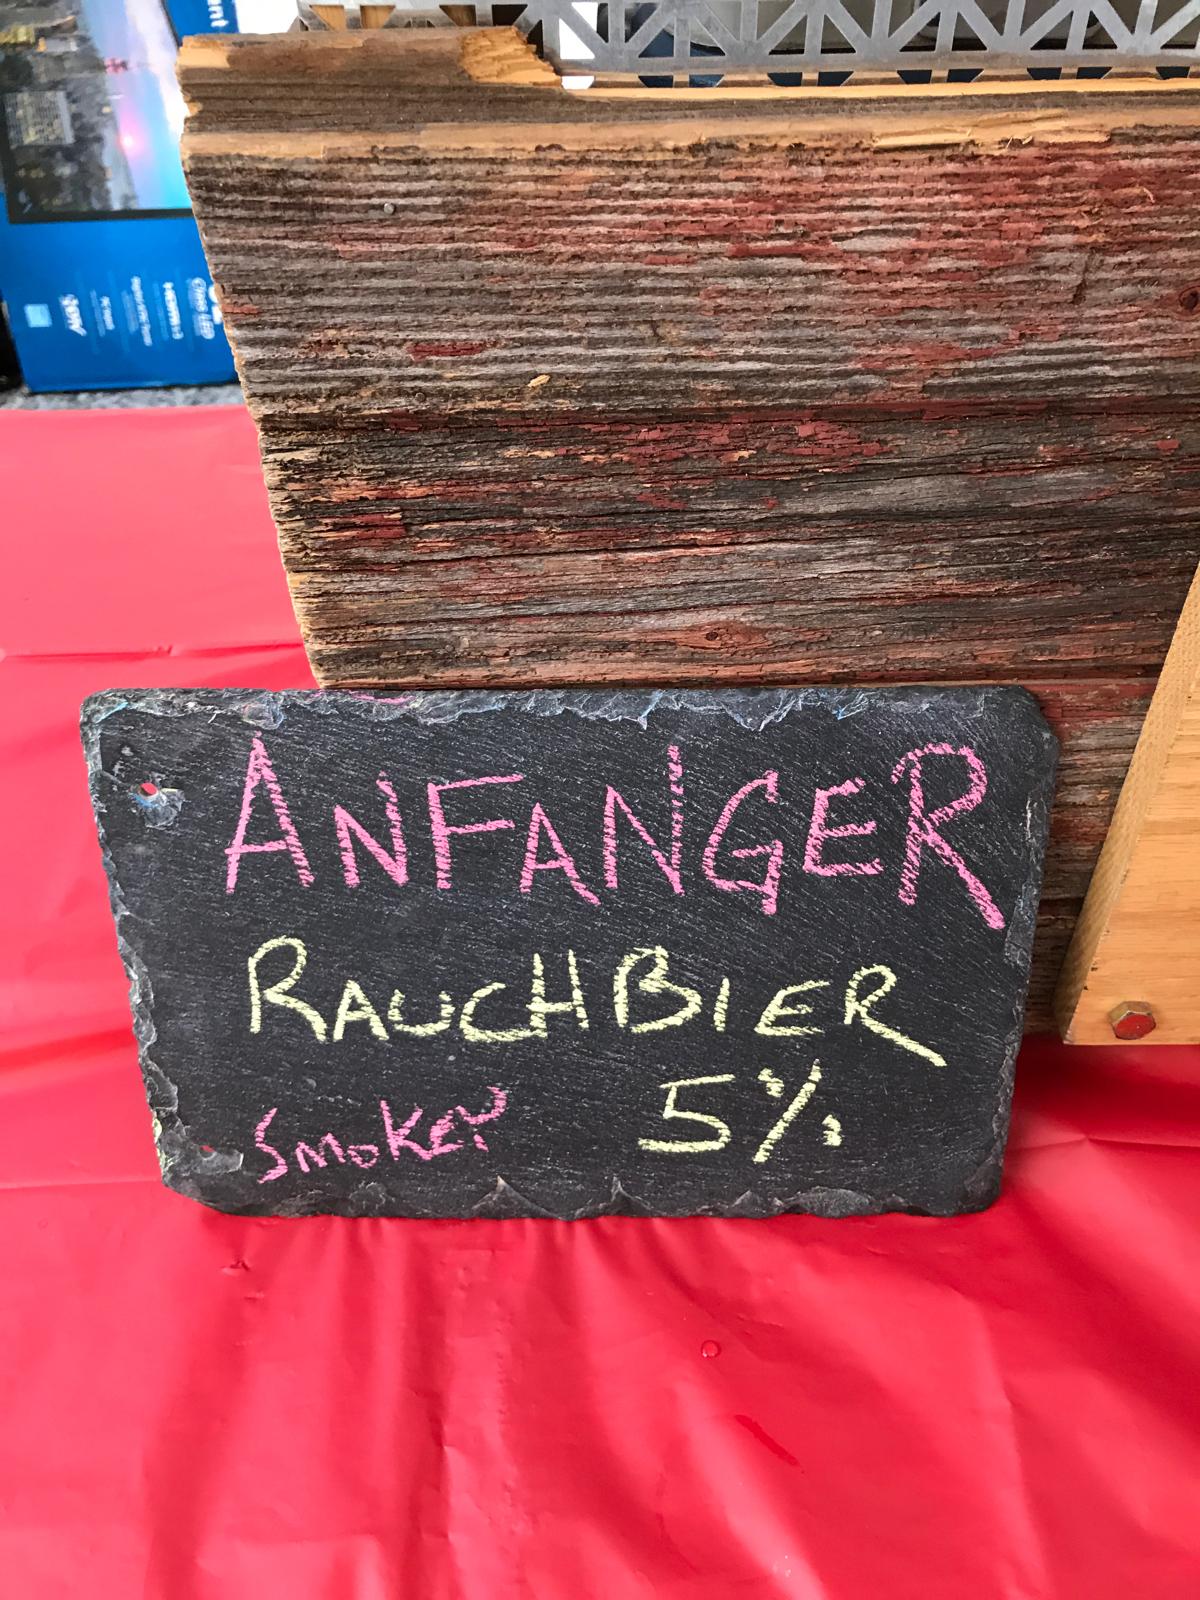 ANFANGER
RAUCHBIER
SMOKEY 5%